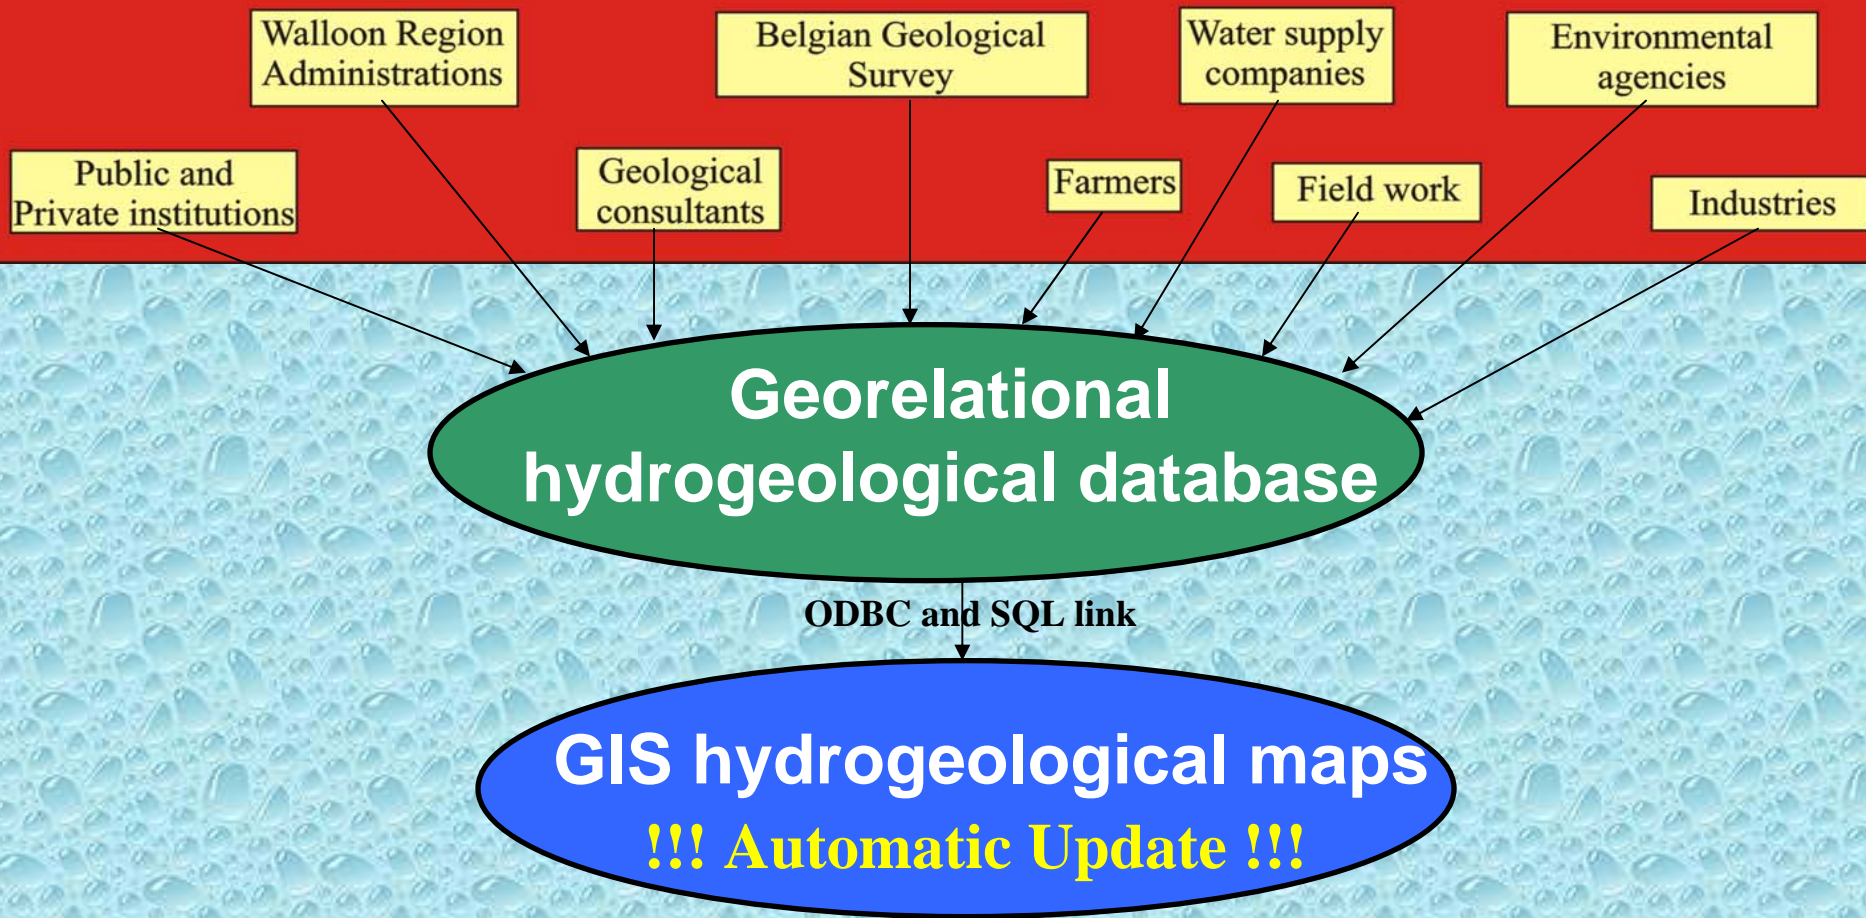 Walloon Region
Administrations
Belgian Geological
Survey
Water supply
companies
Environmental
agencies
Public and
Private institutions
Geological
consultants
Farmers
Field work
Industries
Georelational
hydrogeological database
ODBC and SQL link
GIS hydrogeological maps
!!! Automatic Update !!!